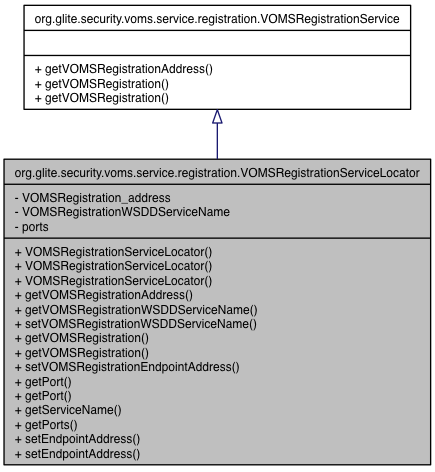 org.glite.security.voms.service.registration.VOMSRegistrationService
+ getVOMSRegistrationAddress()
+ getVOMSRegistration()
+ getVOMSRegistration()
org.glite.security.voms.service.registration.VOMSRegistrationServiceLocator
- VOMSRegistration_address
- VOMSRegistrationWSDDServiceName
- ports
+ VOMSRegistrationServiceLocator()
+ VOMSRegistrationServiceLocator()
+ VOMSRegistrationServiceLocator()
+ getVOMSRegistrationAddress()
+ getVOMSRegistrationWSDDServiceName()
+ setVOMSRegistrationWSDDServiceName()
+ getVOMSRegistration()
+ getVOMSRegistration()
+ setVOMSRegistrationEndpointAddress()
+ getPort()
+ getPort()
+ getServiceName()
+ getPorts()
+ setEndpointAddress()
+ setEndpointAddress()